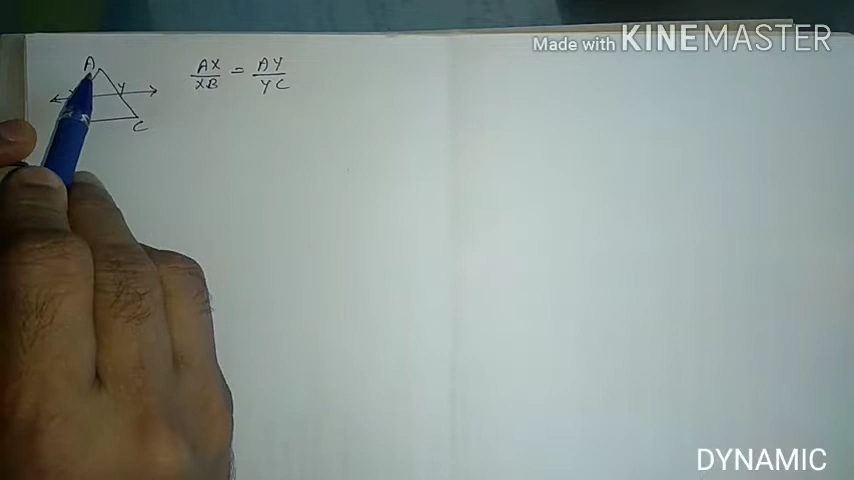 Made with KINEMASTER
A
AX/XB = AY/YC
Y
C
DYNAMIC